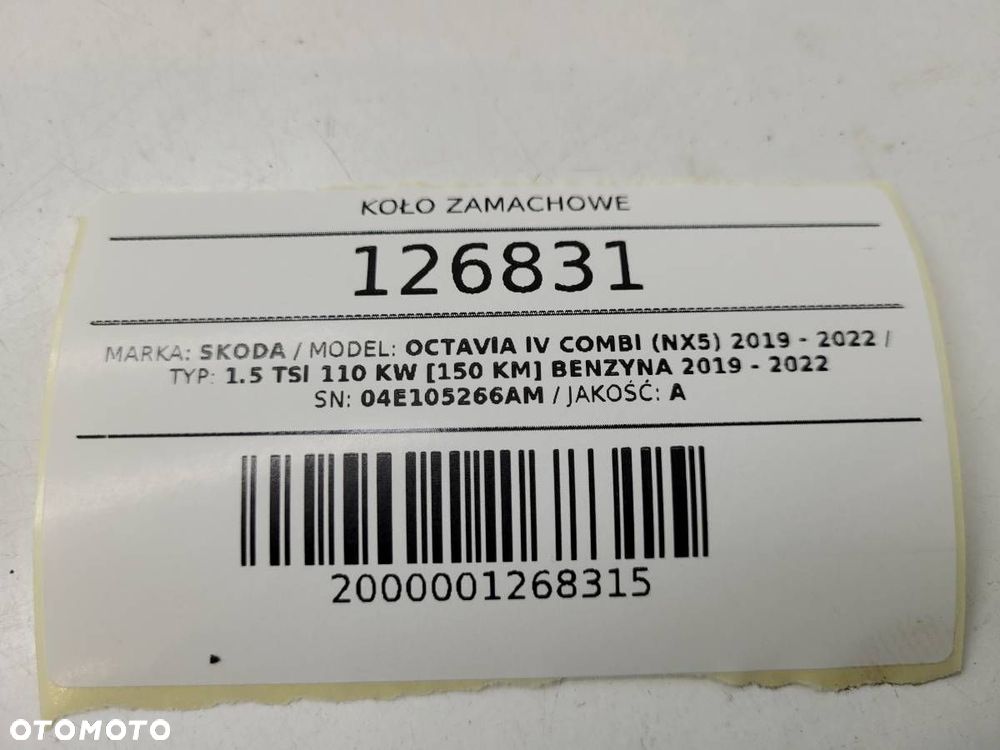 KOŁO ZAMACHOWE
126831
MARKA: SKODA / MODEL: OCTAVIA IV COMBI (NX5) 2019 - 2022 /
TYP: 1.5 TSI 110 KW [150 KM] BENZYNA 2019 - 2022
SN: 04E105266AM / JAKOŚĆ: A
2000001268315
OTOMOTO